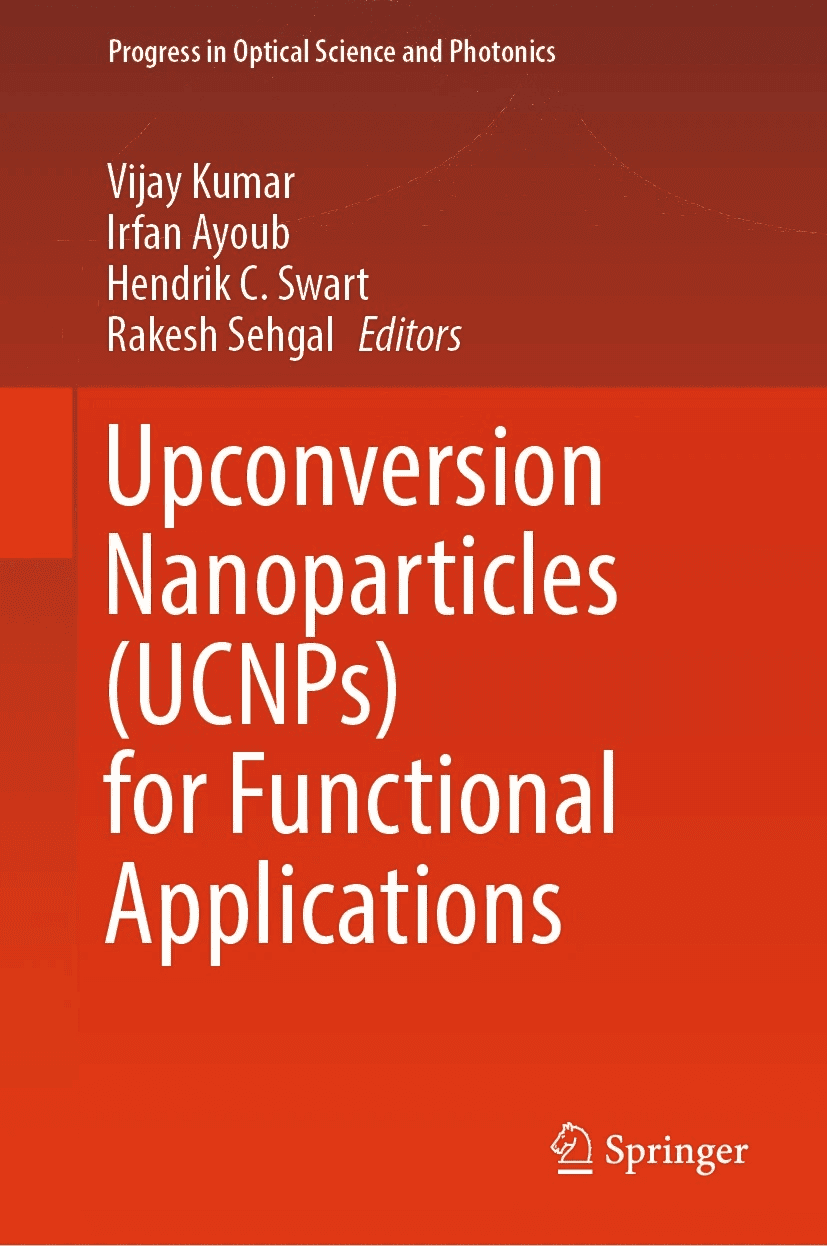 Progress in Optical Science and Photonics
Vijay Kumar
Irfan Ayoub
Hendrik C. Swart
Rakesh Sehgal Editors
Upconversion
Nanoparticles
(UCNPs)
for Functional
Applications
Springer